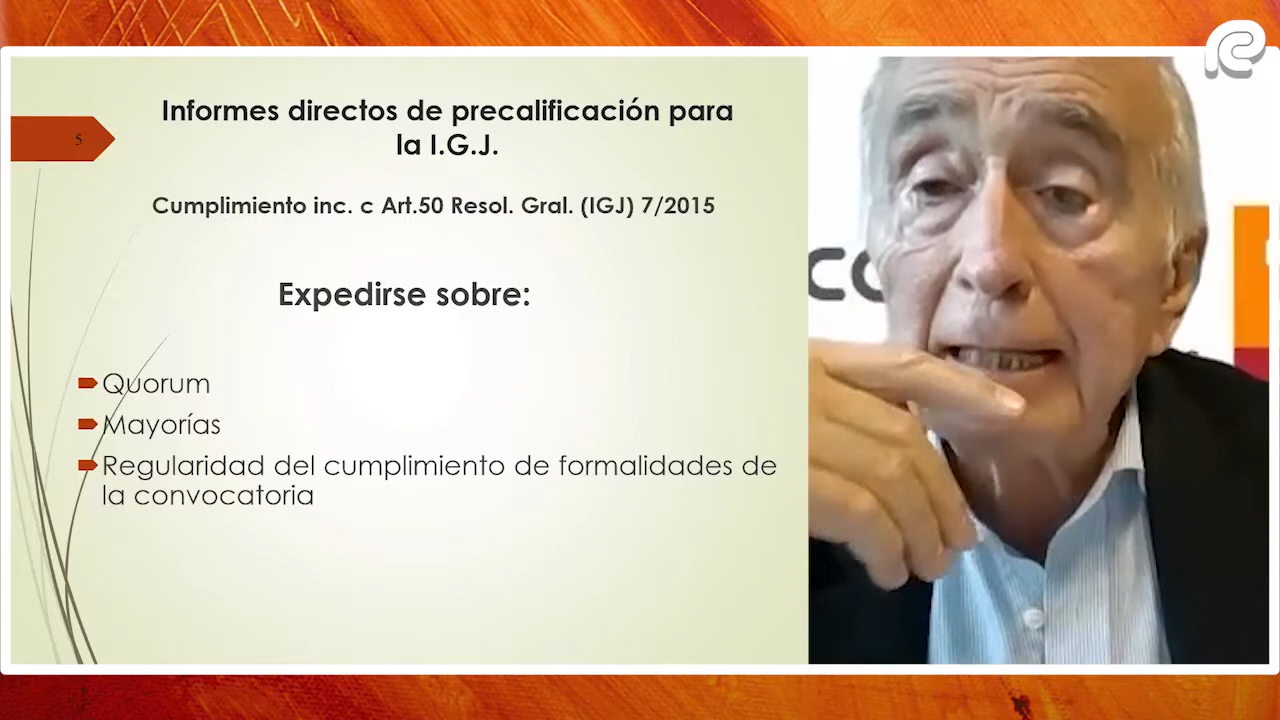 5
Informes directos de precalificación para
la I.G.J.
Cumplimiento inc. c Art.50 Resol. Gral. (IGJ) 7/2015
Expedirse sobre:
Quorum
Mayorías
Regularidad del cumplimiento de formalidades de
la convocatoria